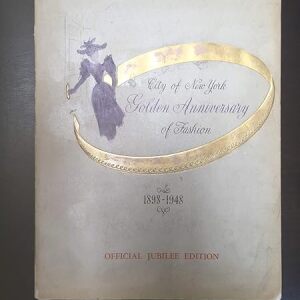 City of New York
Golden Anniversary
of Fashion
1898-1948
OFFICIAL JUBILEE EDITION